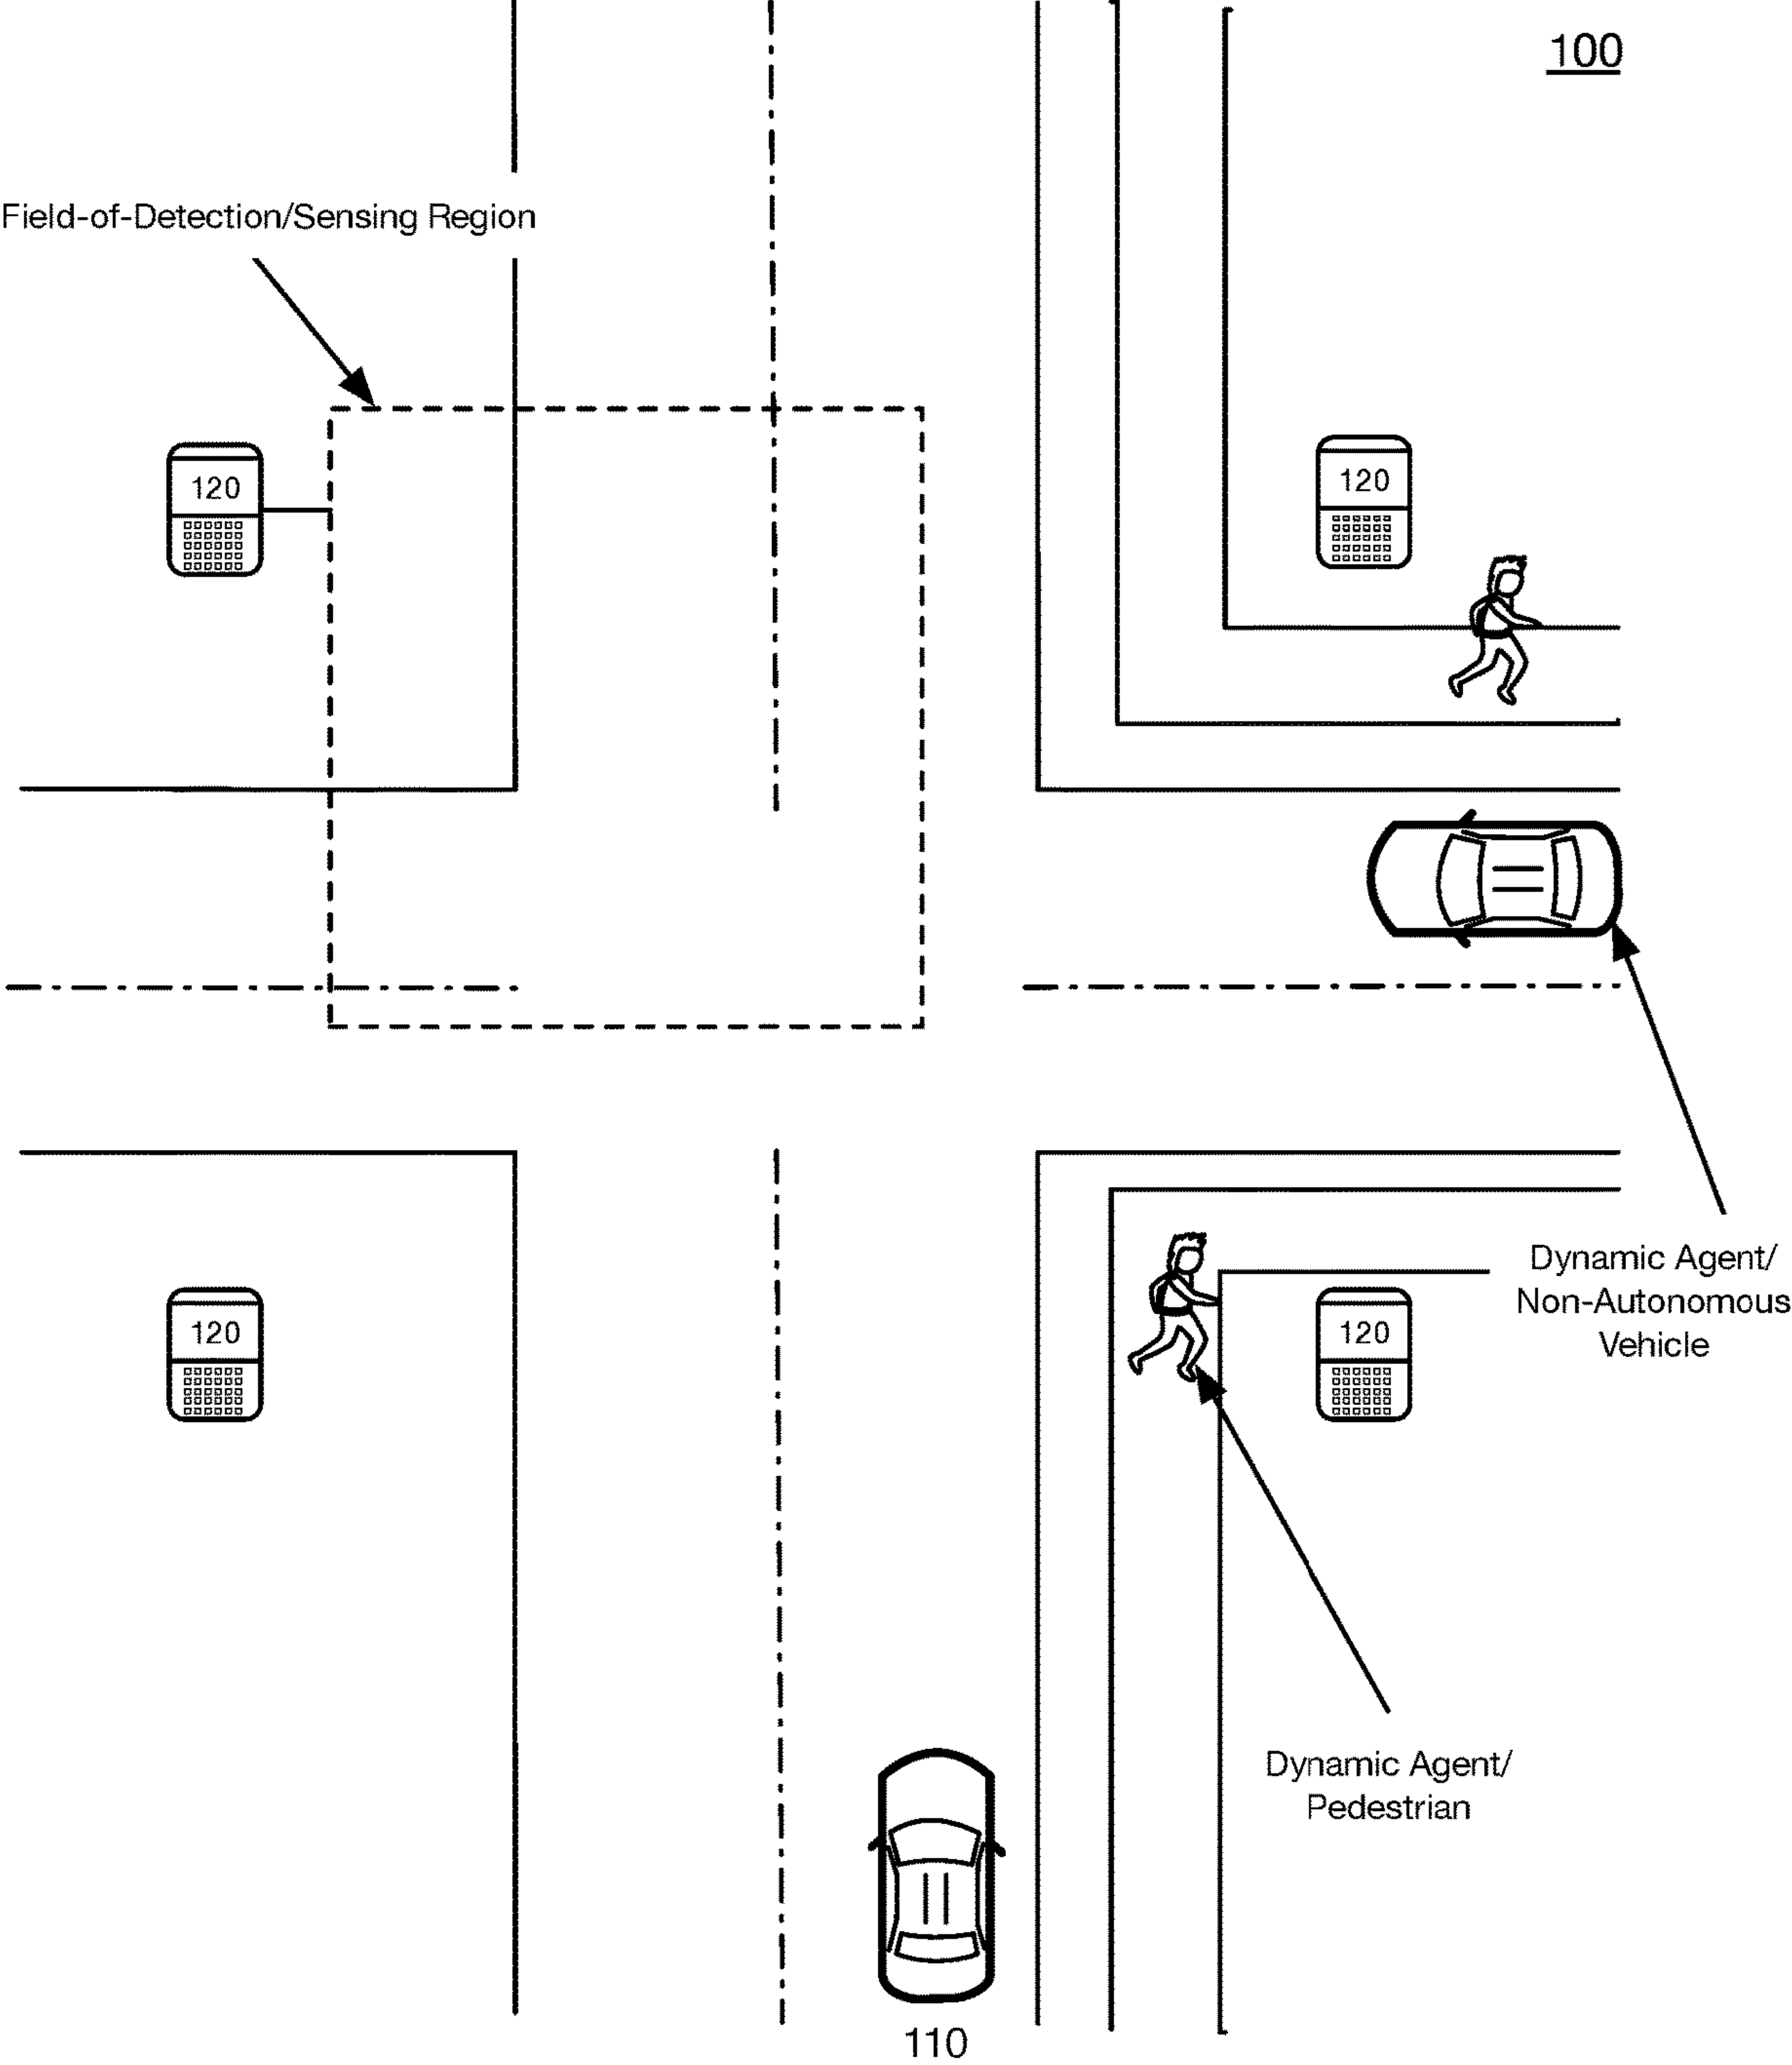 100
Field-of-Detection/Sensing Region
120
120
Dynamic Agent/
Non-Autonomous
Vehicle
120
120
Dynamic Agent/
Pedestrian
110